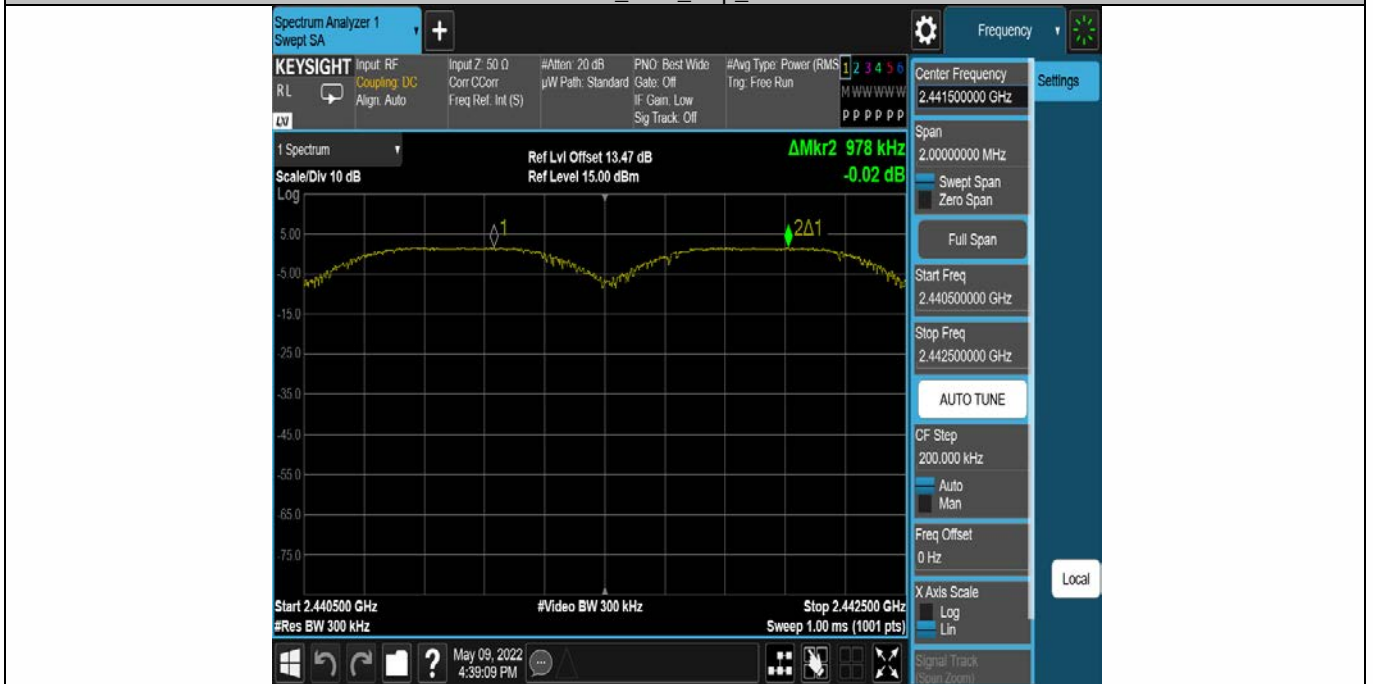 Spectrum Analyzer 1
Swept SA
+
Frequency
KEYSIGHT
RL
Input: RF
Coupling: DC
Align: Auto
Input Z: 50 Ω
Corr CCorr
Freq Ref: Int (S)
#Atten: 20 dB
µW Path: Standard
PNO: Best Wide
Gate: Off
IF Gain: Low
Sig Track: Off
#Avg Type: Power (RMS
Trig: Free Run
1 2 3 4 5 6
M W W W W W
P P P P P P
1 Spectrum
Scale/Div 10 dB
Log
Ref Lvl Offset 13.47 dB
Ref Level 15.00 dBm
ΔMkr2 978 kHz
-0.02 dB
1
2Δ1
5.00
-5.00
-15.0
-25.0
-35.0
-45.0
-55.0
-65.0
-75.0
Start 2.440500 GHz
#Res BW 300 kHz
#Video BW 300 kHz
Stop 2.442500 GHz
Sweep 1.00 ms (1001 pts)
Center Frequency
2.441500000 GHz
Settings
Span
2.00000000 MHz
Swept Span
Zero Span
Full Span
Start Freq
2.440500000 GHz
Stop Freq
2.442500000 GHz
AUTO TUNE
CF Step
200.000 kHz
Auto
Man
Freq Offset
0 Hz
X Axis Scale
Log
Lin
Signal Track
(Span Zoom)
Local
?
May 09, 2022
4:39:09 PM